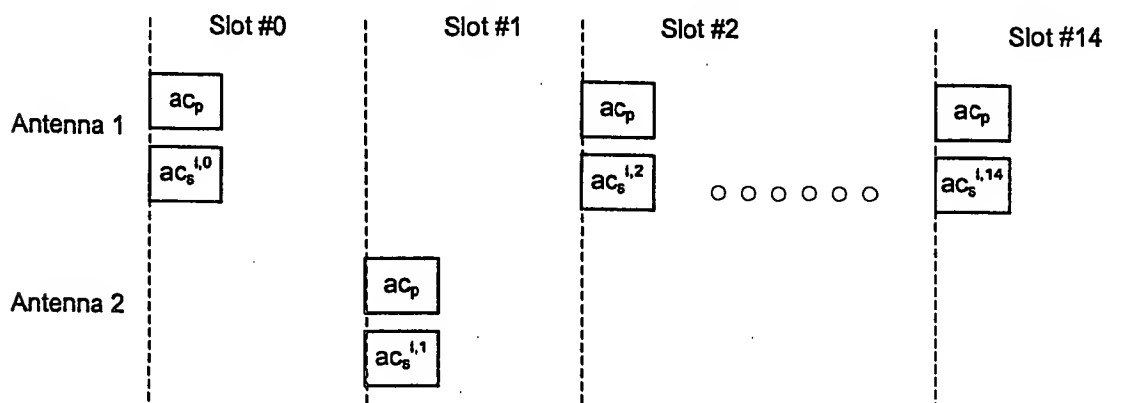 Slot #0 Slot #1 Slot #2 Slot #14
Antenna 1
ac_p ac_p ac_p
ac_s^{i,0} ac_s^{i,2} ac_s^{i,14}
Antenna 2
ac_p
ac_s^{i,1}